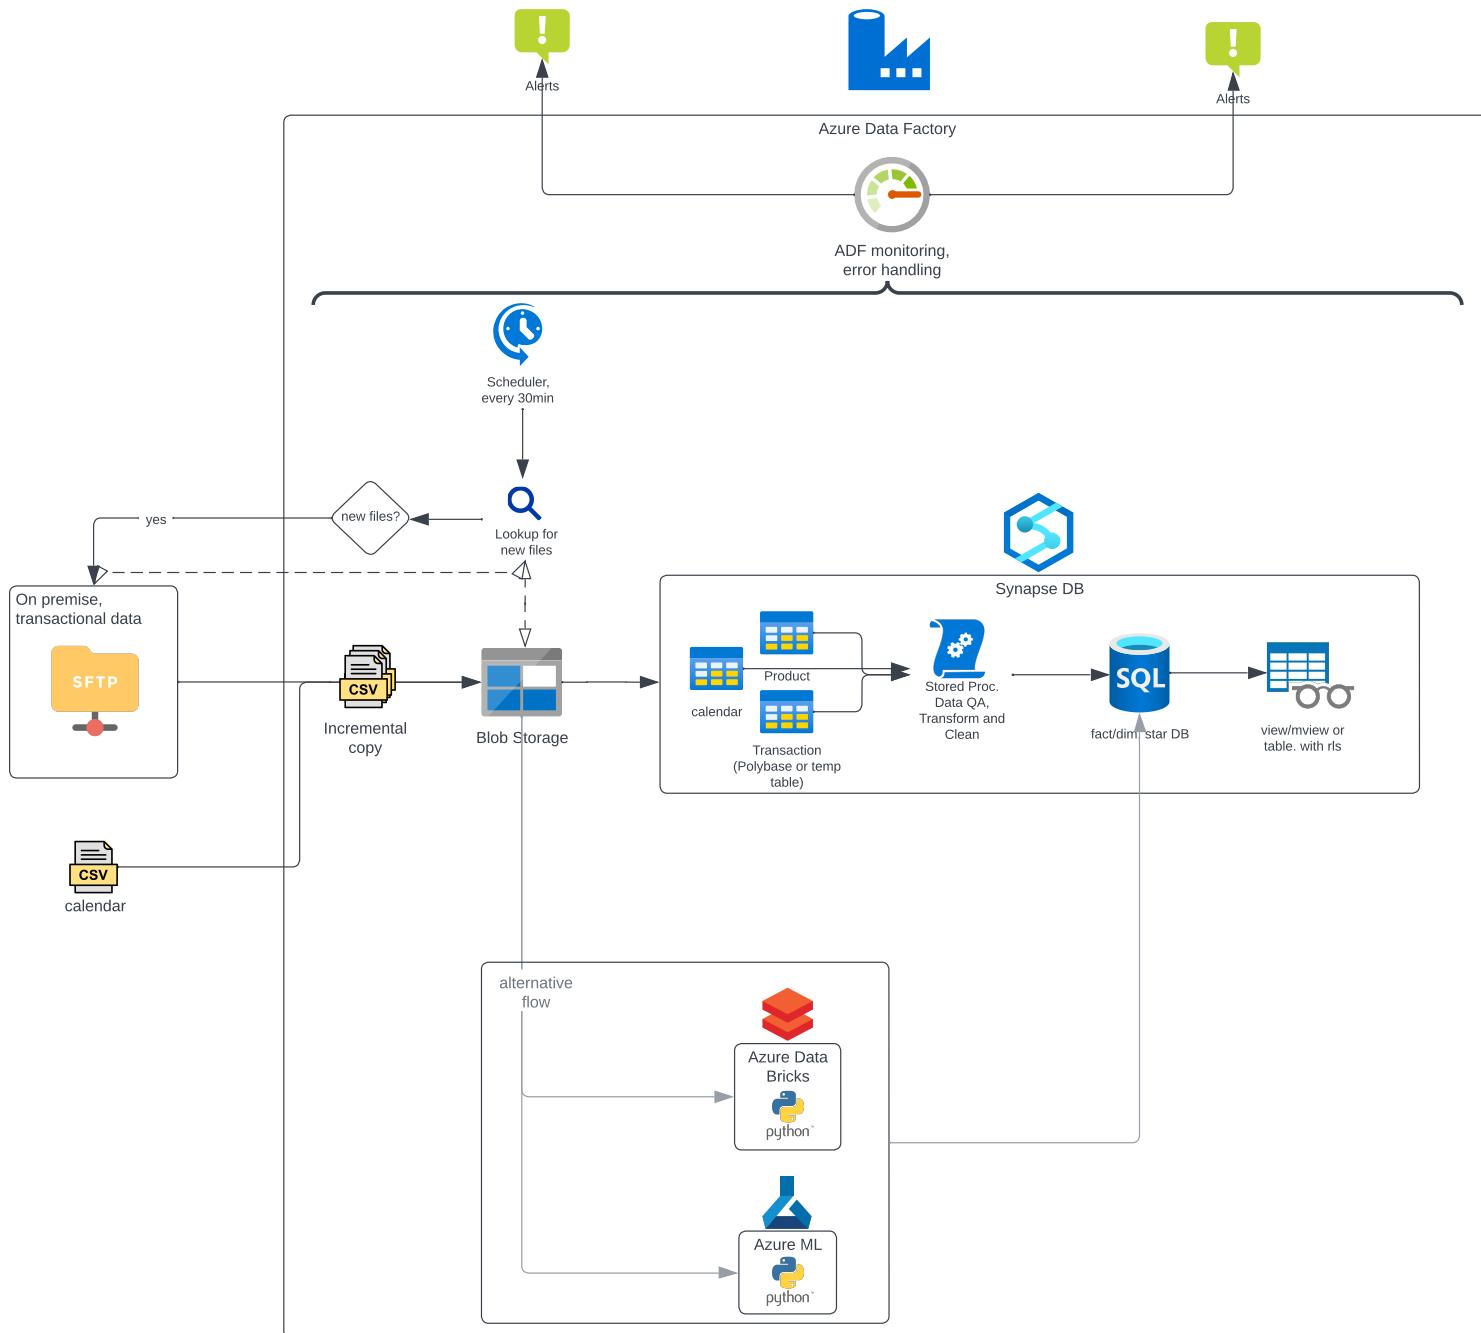 Alerts
Alerts
Azure Data Factory
ADF monitoring,
error handling
Scheduler,
every 30min
new files?
yes
Lookup for
new files
On premise,
transactional data
SFTP
CSV
Incremental
copy
Blob Storage
CSV
calendar
Synapse DB
calendar
Product
Transaction
(Polybase or temp
table)
Stored Proc.
Data QA,
Transform and
Clean
SQL
fact/dim star DB
view/mview or
table. with rls
alternative
flow
Azure Data
Bricks
python
Azure ML
python